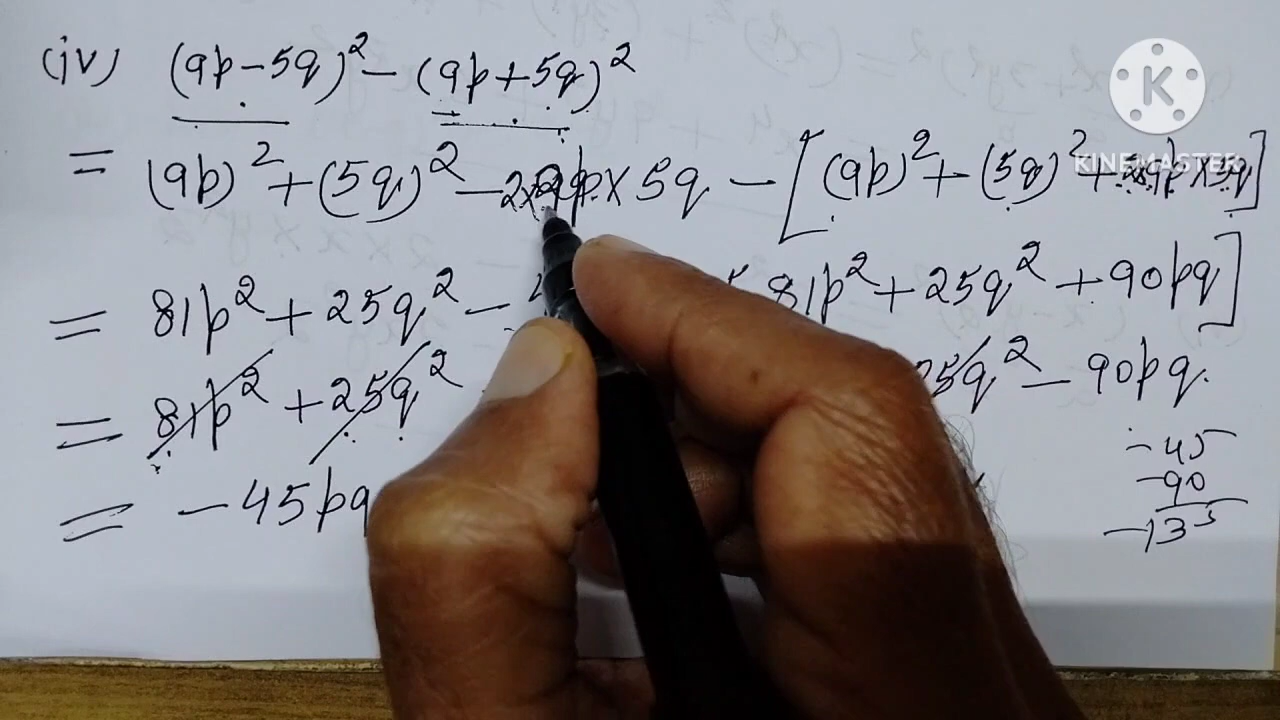 (iv) (9p-5q)² - (9p+5q)²
= (9p)² + (5q)² - 2×9p×5q - [(9p)² + (5q)² +
= 81p² + 25q² - 81p² + 25q² + 90pq]
= 81p² + 25q² 25q² - 90pq.
= -45pq
-45
-90
-135
K
KINEMASTER